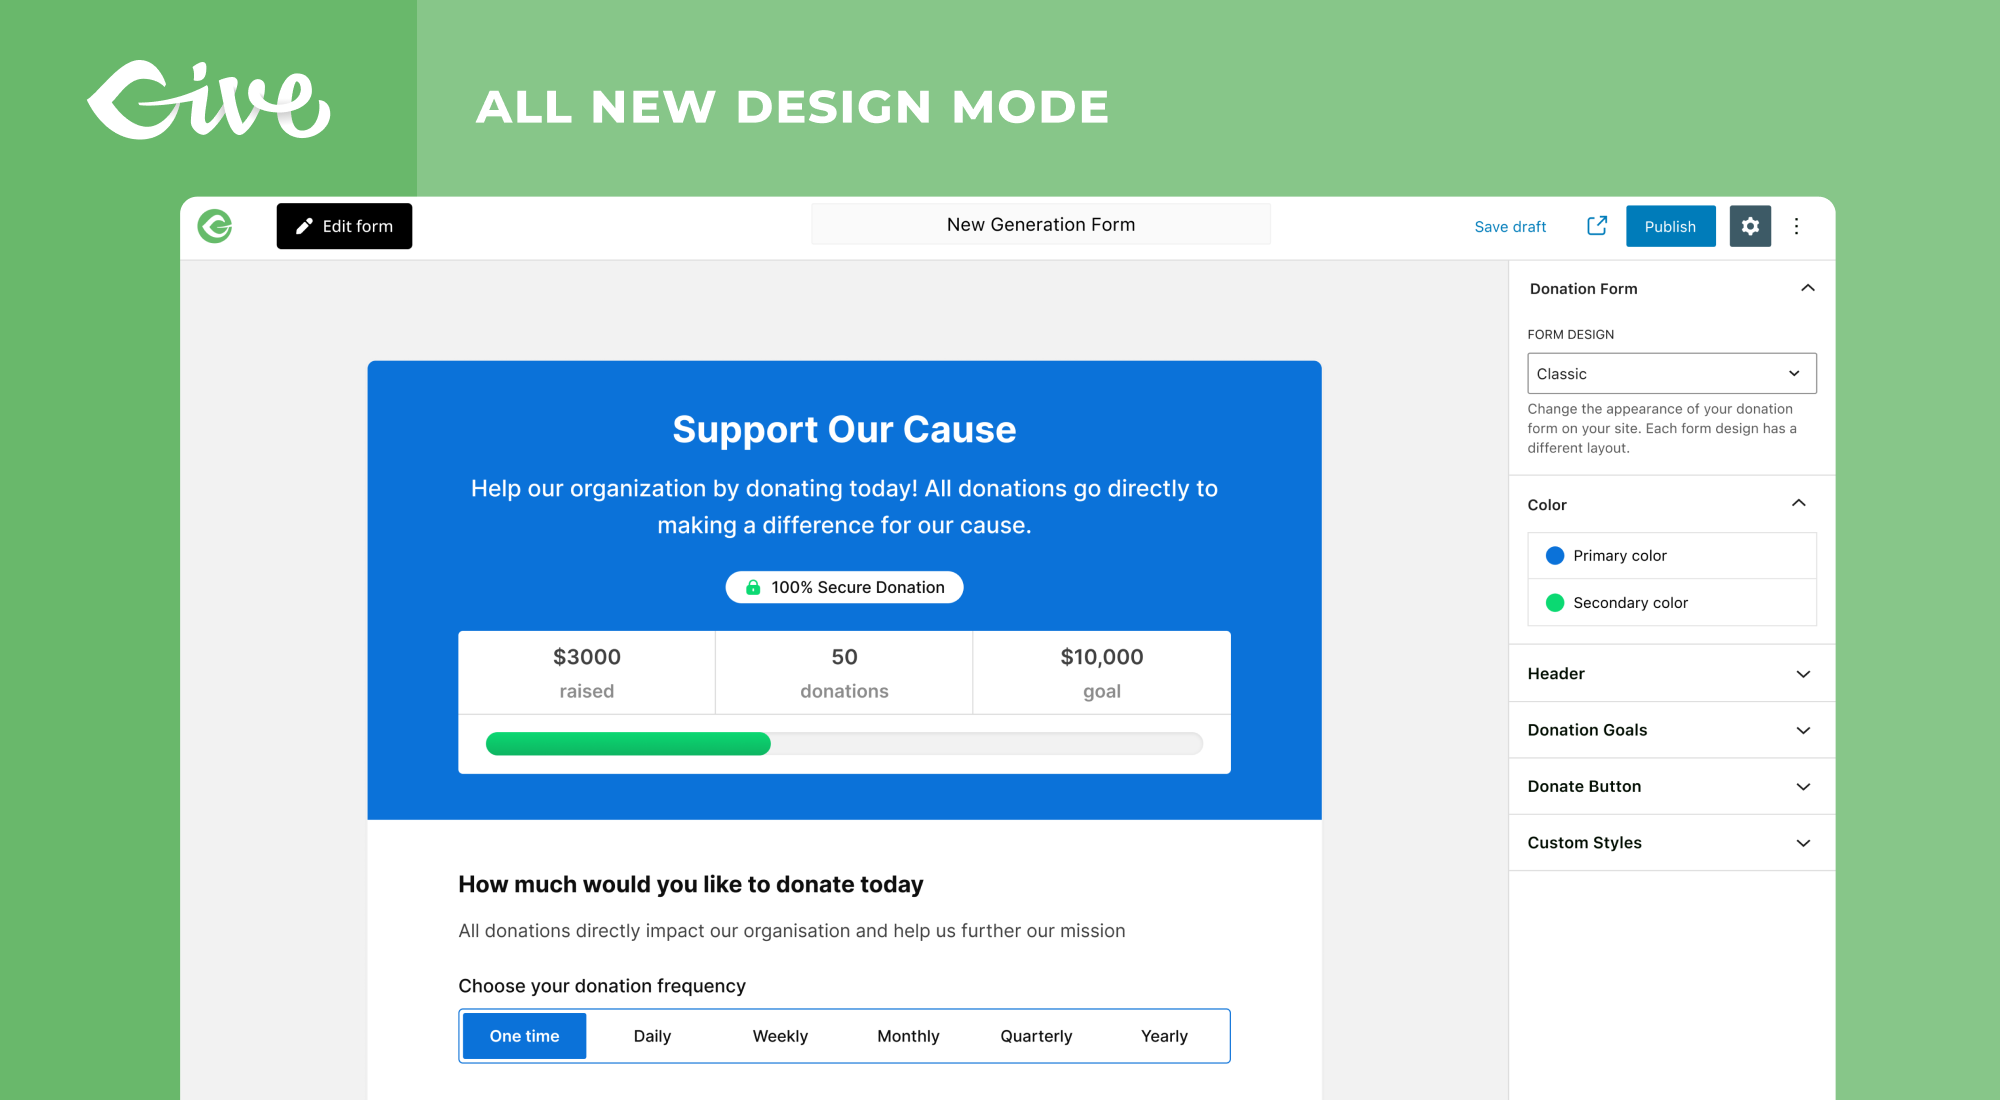 Give
ALL NEW DESIGN MODE
Edit form
New Generation Form
Save draft
Publish
Support Our Cause
Help our organization by donating today! All donations go directly to
making a difference for our cause.
100% Secure Donation
$3000
raised
50
donations
$10,000
goal
How much would you like to donate today
All donations directly impact our organisation and help us further our mission
Choose your donation frequency
One time
Daily
Weekly
Monthly
Quarterly
Yearly
Donation Form
FORM DESIGN
Classic
Change the appearance of your donation
form on your site. Each form design has a
different layout.
Color
Primary color
Secondary color
Header
Donation Goals
Donate Button
Custom Styles